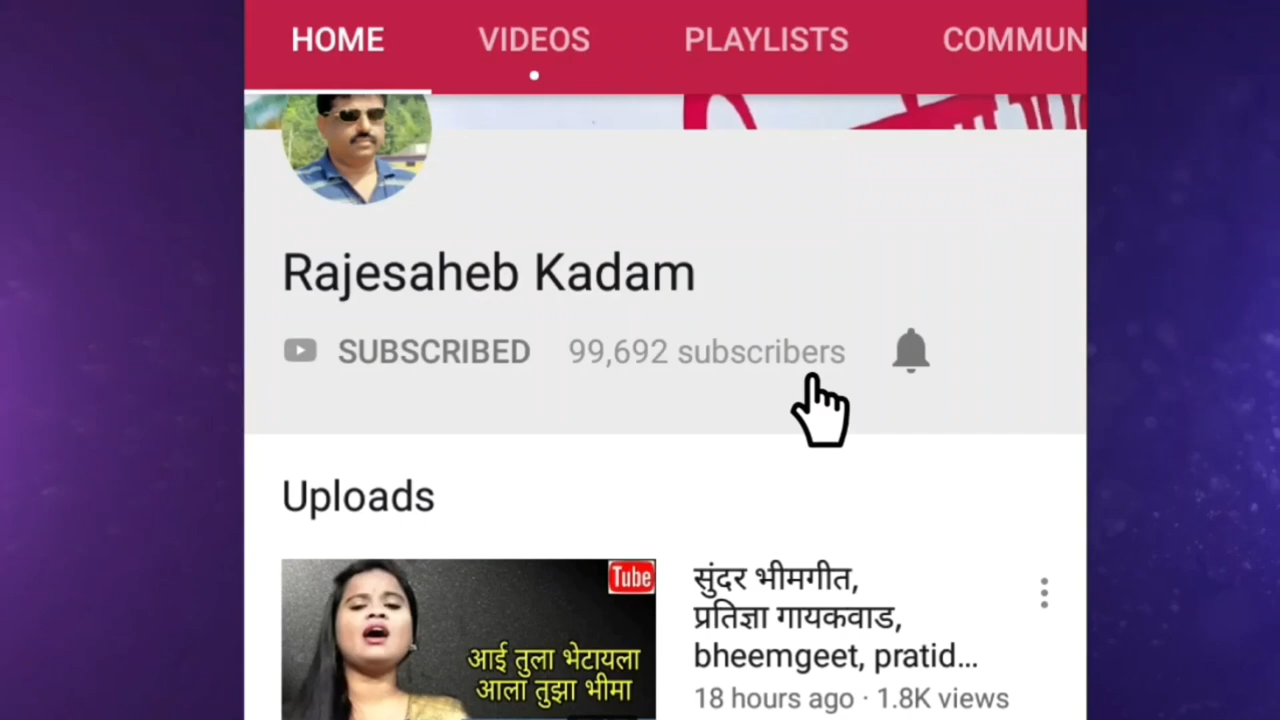 HOME VIDEOS PLAYLISTS COMMUN
Rajesaheb Kadam
SUBSCRIBED 99,692 subscribers
Uploads
Tube
आई तुला भेटायला
आला तुझा भीमा
सुंदर भीमगीत,
प्रतिज्ञा गायकवाड,
bheemgeet, pratid...
18 hours ago · 1.8K views